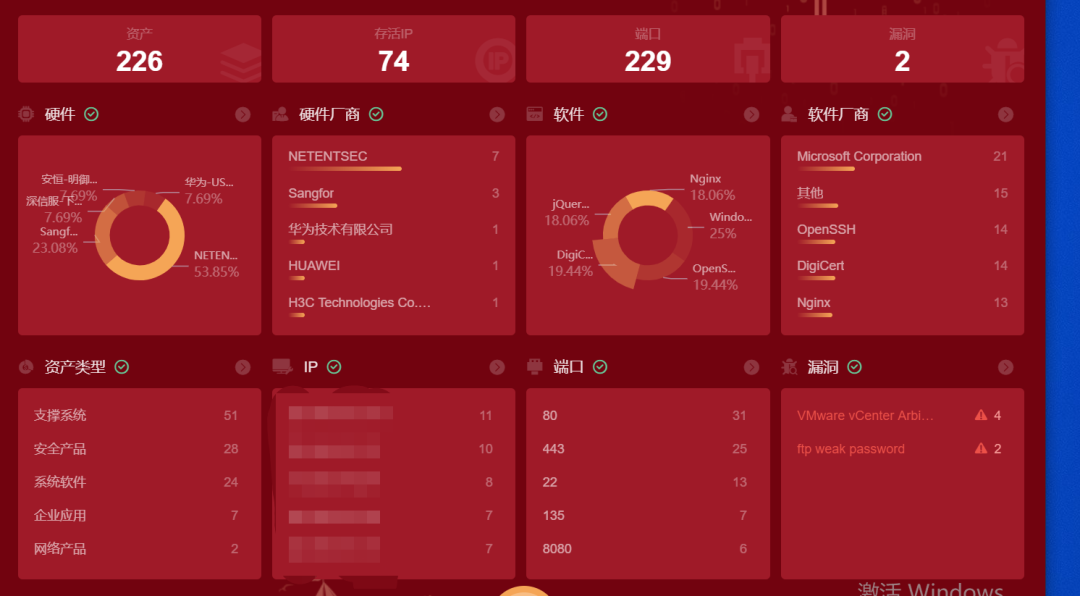 资产
226
存活IP
74
端口
229
漏洞
2
硬件
硬件厂商
软件
软件厂商
安恒-明御...
7.69%
华为-US...
7.69%
深信服-下...
7.69%
Sangf...
23.08%
NETEN...
53.85%
NETENTSEC 7
Sangfor 3
华为技术有限公司 1
HUAWEI 1
H3C Technologies Co.... 1
Nginx
18.06%
jQuer...
18.06%
Windo...
25%
DigiC...
19.44%
OpenS...
19.44%
Microsoft Corporation 21
其他 15
OpenSSH 14
DigiCert 14
Nginx 13
资产类型
IP
端口
漏洞
支撑系统 51
安全产品 28
系统软件 24
企业应用 7
网络产品 2
11
10
8
7
7
80 31
443 25
22 13
135 7
8080 6
VMware vCenter Arbi... 4
ftp weak password 2
激活 Windows